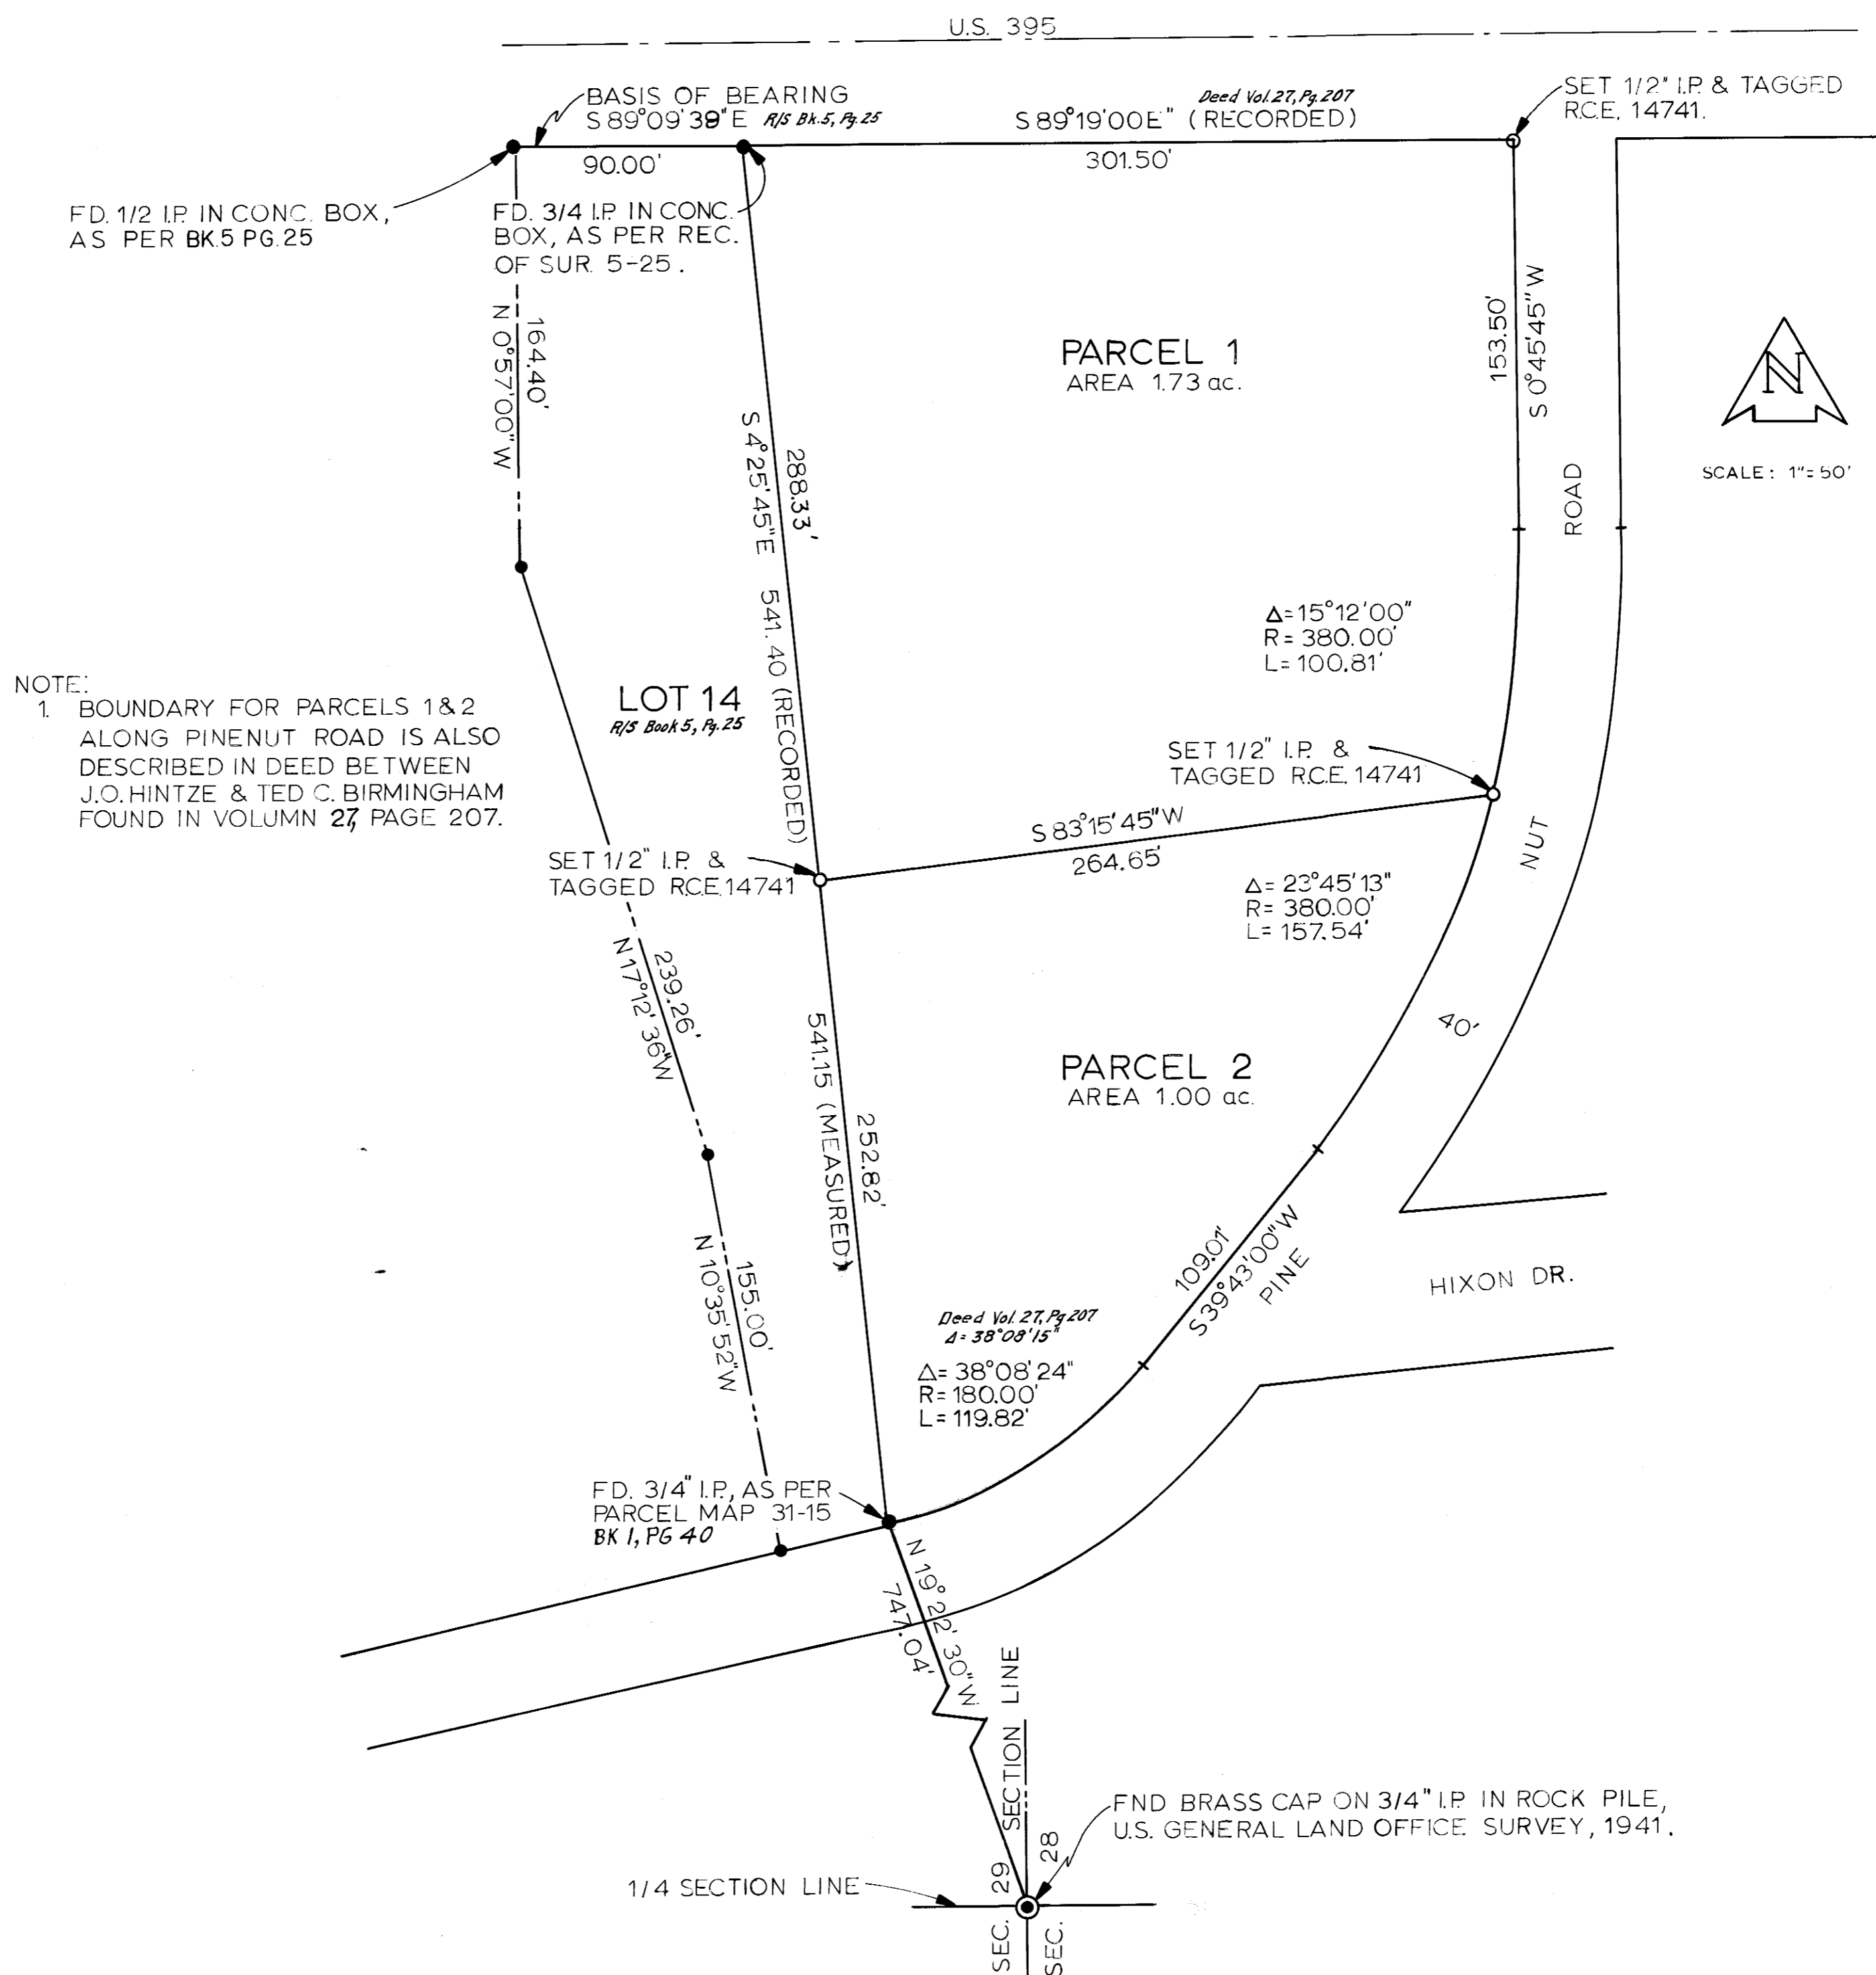 U.S. 395
BASIS OF BEARING
S 89°09'39"E R/S Bk.5, Pg.25
90.00'
Deed Vol.27, Pg.207
S 89°19'00E" (RECORDED)
301.50'
SET 1/2" I.P. & TAGGED
R.C.E. 14741.
FD. 1/2 I.P. IN CONC. BOX,
AS PER BK.5 PG.25
FD. 3/4 I.P. IN CONC.
BOX, AS PER REC.
OF SUR. 5-25.
164.40'
N 0°57'00"W
PARCEL 1
AREA 1.73 ac.
153.50'
S 0°45'45"W
N
SCALE: 1"=50'
ROAD
288.33'
S 4°25'45"E 541.40 (RECORDED)
Δ=15°12'00"
R=380.00'
L=100.81'
NOTE:
1. BOUNDARY FOR PARCELS 1&2
ALONG PINENUT ROAD IS ALSO
DESCRIBED IN DEED BETWEEN
J.O. HINTZE & TED C. BIRMINGHAM
FOUND IN VOLUMN 27, PAGE 207.
LOT 14
R/S Book 5, Pg.25
SET 1/2" I.P. &
TAGGED R.C.E. 14741
S 83°15'45"W
264.65'
NUT
SET 1/2" I.P. &
TAGGED R.C.E. 14741
Δ=23°45'13"
R=380.00'
L=157.54'
239.26'
N 17°12'36"W
40'
541.15 (MEASURED)
252.82'
PARCEL 2
AREA 1.00 ac.
109.01'
S 39°43'00"W
PINE
HIXON DR.
155.00'
N 10°35'52"W
Deed Vol. 27, Pg 207
Δ=38°08'15"
Δ=38°08'24"
R=180.00'
L=119.82'
FD. 3/4" I.P., AS PER
PARCEL MAP 31-15
BK 1, PG 40
N 19°22'30"W
747.04'
SECTION LINE
FND BRASS CAP ON 3/4" I.P. IN ROCK PILE,
U.S. GENERAL LAND OFFICE SURVEY, 1941.
1/4 SECTION LINE
29
28
SEC.
SEC.